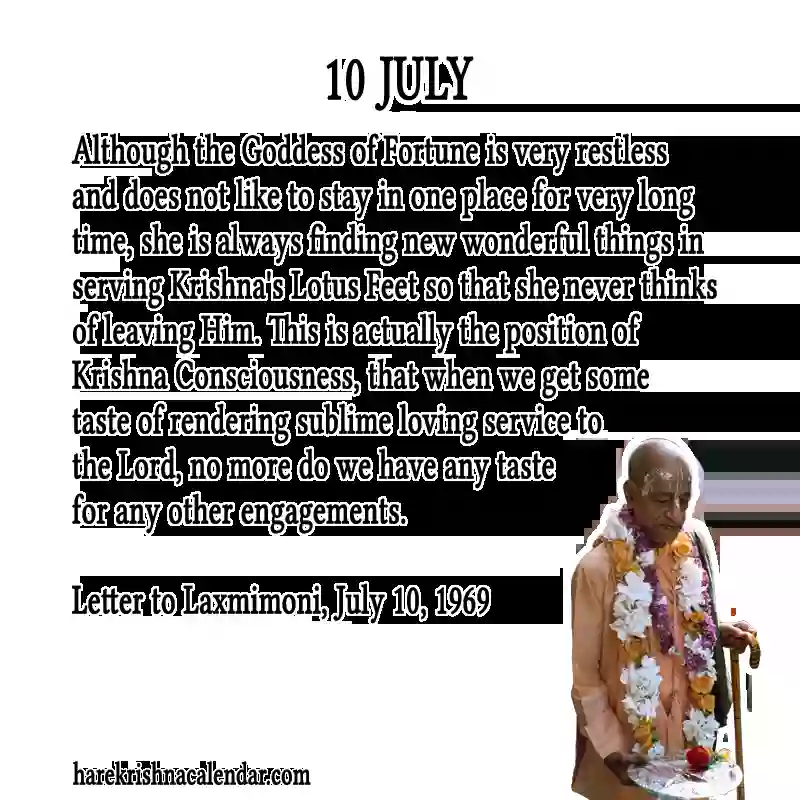 10 JULY
Although the Goddess of Fortune is very restless
and does not like to stay in one place for very long
time, she is always finding new wonderful things in
serving Krishna's Lotus Feet so that she never thinks
of leaving Him. This is actually the position of
Krishna Consciousness, that when we get some
taste of rendering sublime loving service to
the Lord, no more do we have any taste
for any other engagements.
Letter to Laxmimoni, July 10, 1969
harekrishnacalendar.com